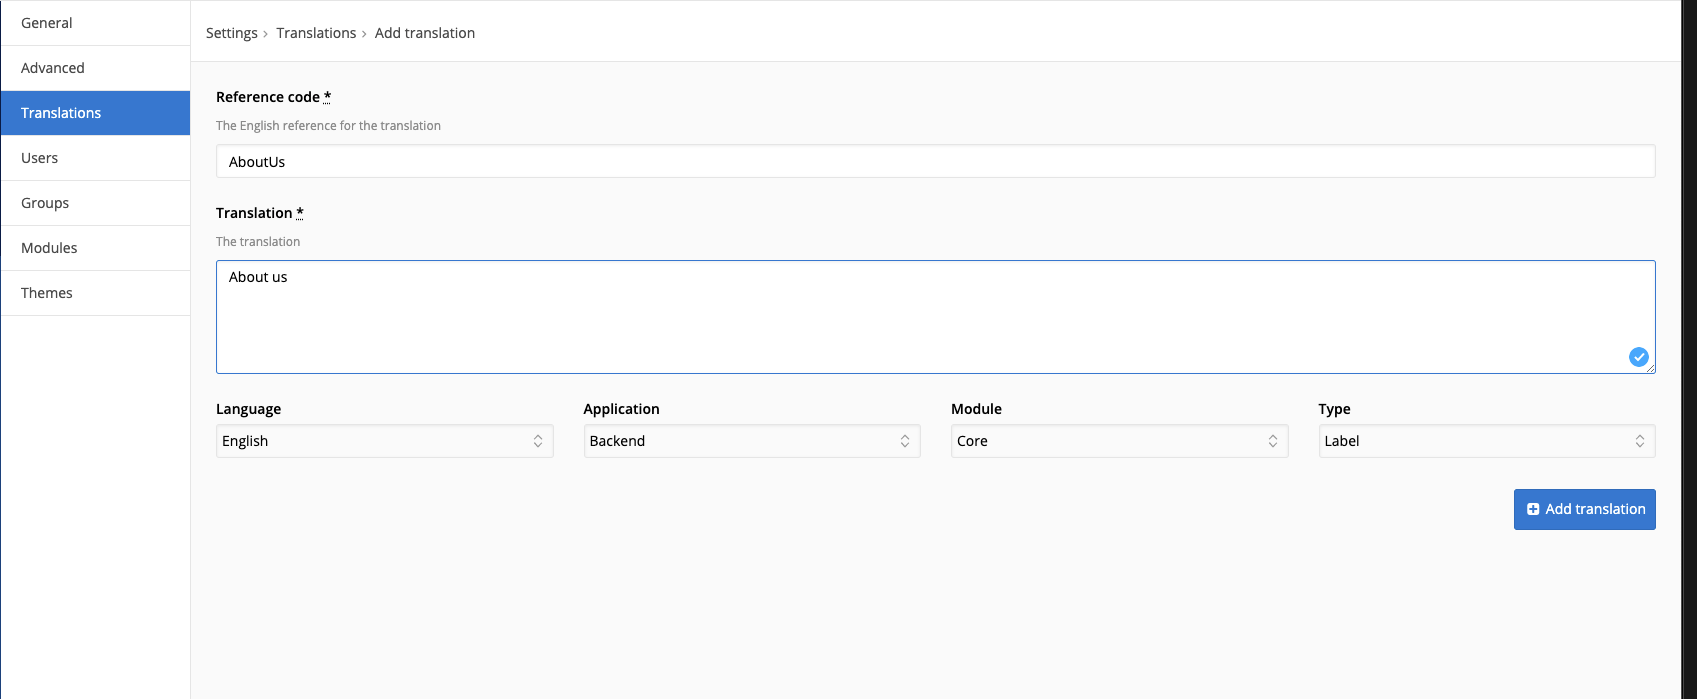 General
Advanced
Translations
Users
Groups
Modules
Themes
Settings › Translations › Add translation
Reference code *
The English reference for the translation
AboutUs
Translation *
The translation
About us
Language Application Module Type
English Backend Core Label
Add translation